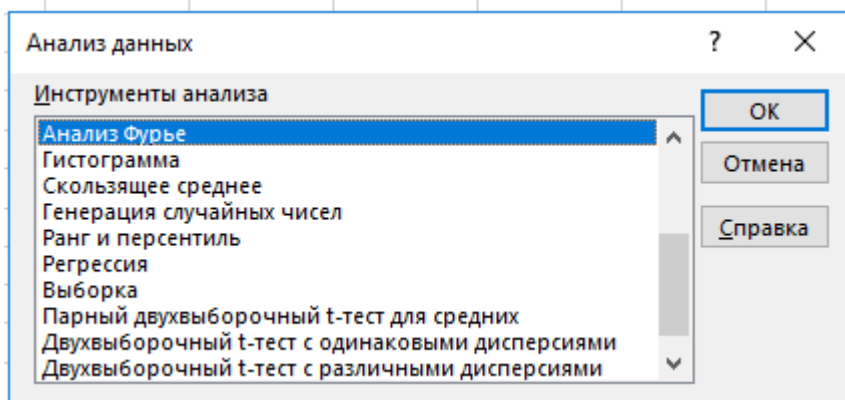 Анализ данных
?
Инструменты анализа
Анализ Фурье
Гистограмма
Скользящее среднее
Генерация случайных чисел
Ранг и персентиль
Регрессия
Выборка
Парный двухвыборочный t-тест для средних
Двухвыборочный t-тест с одинаковыми дисперсиями
Двухвыборочный t-тест с различными дисперсиями
ОК
Отмена
Справка